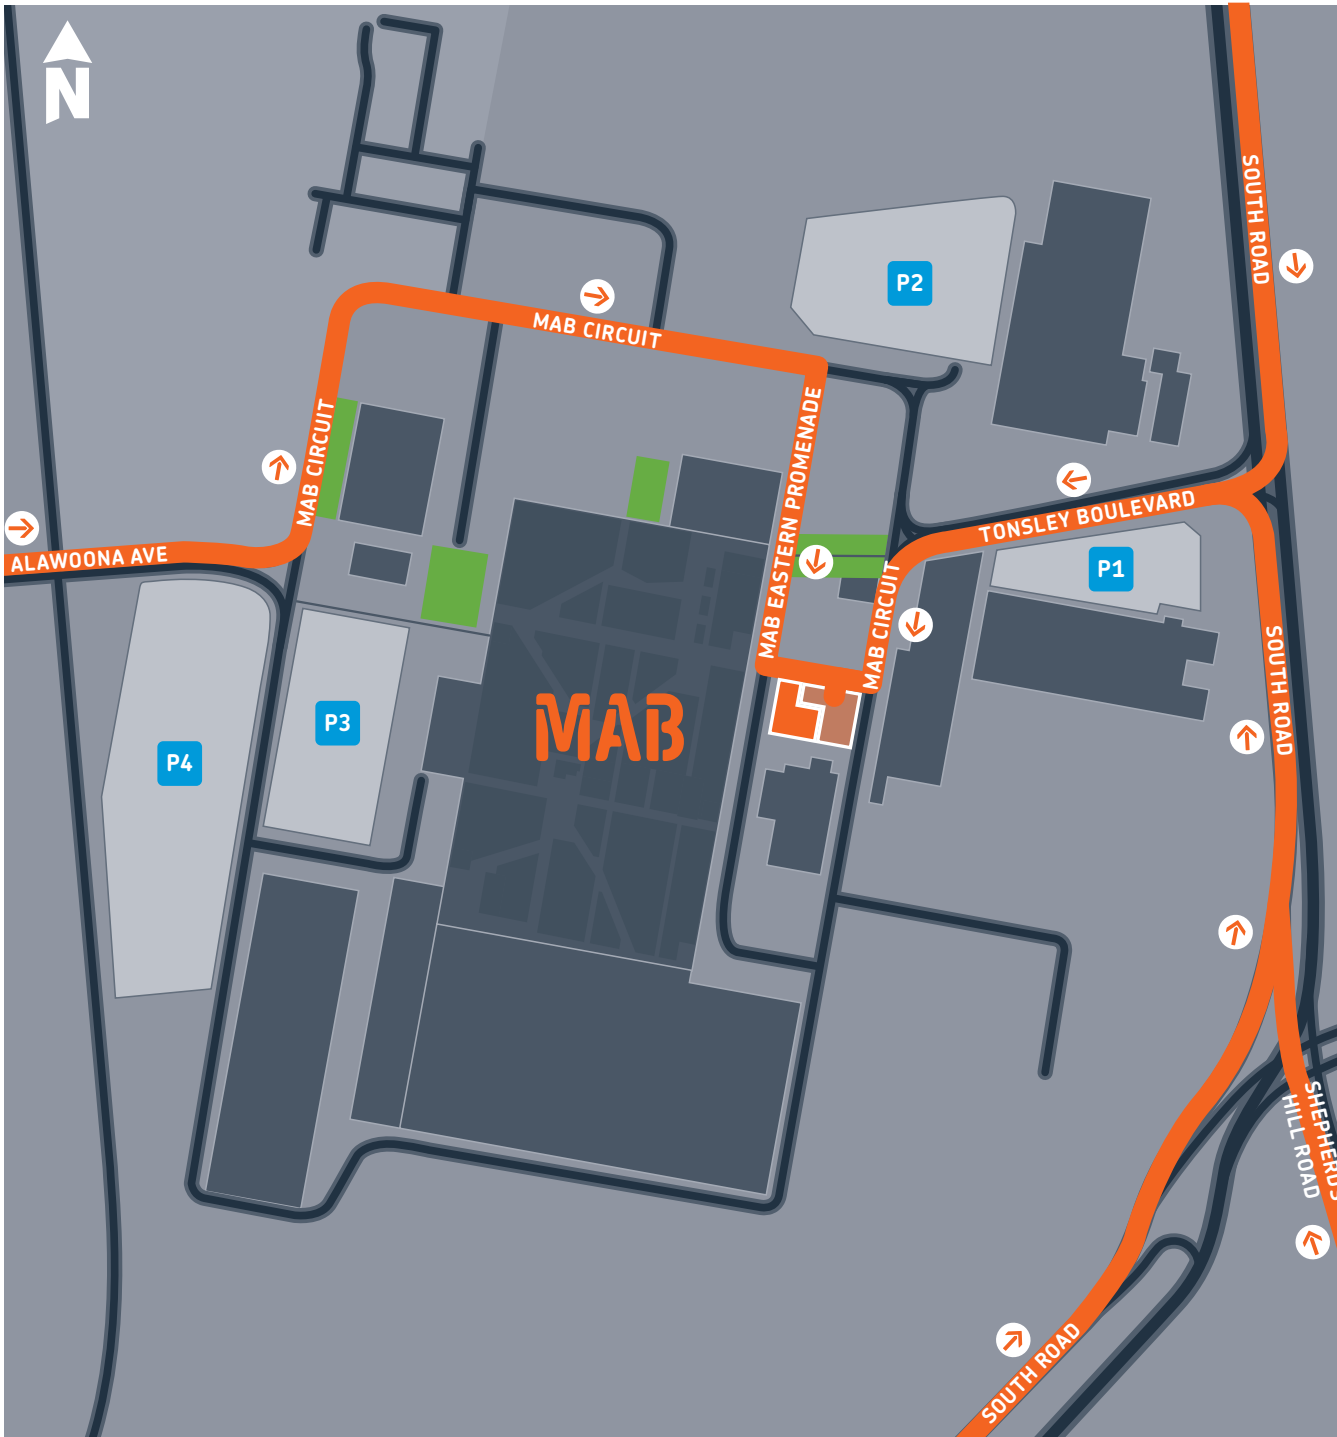 N
SOUTH ROAD
P2
MAB CIRCUIT
MAB EASTERN PROMENADE
MAB CIRCUIT
TONSLEY BOULEVARD
ALAWOONA AVE
P1
MAB CIRCUIT
SOUTH ROAD
MAB
P3
P4
SHEPHERDS
HILL ROAD
SOUTH ROAD